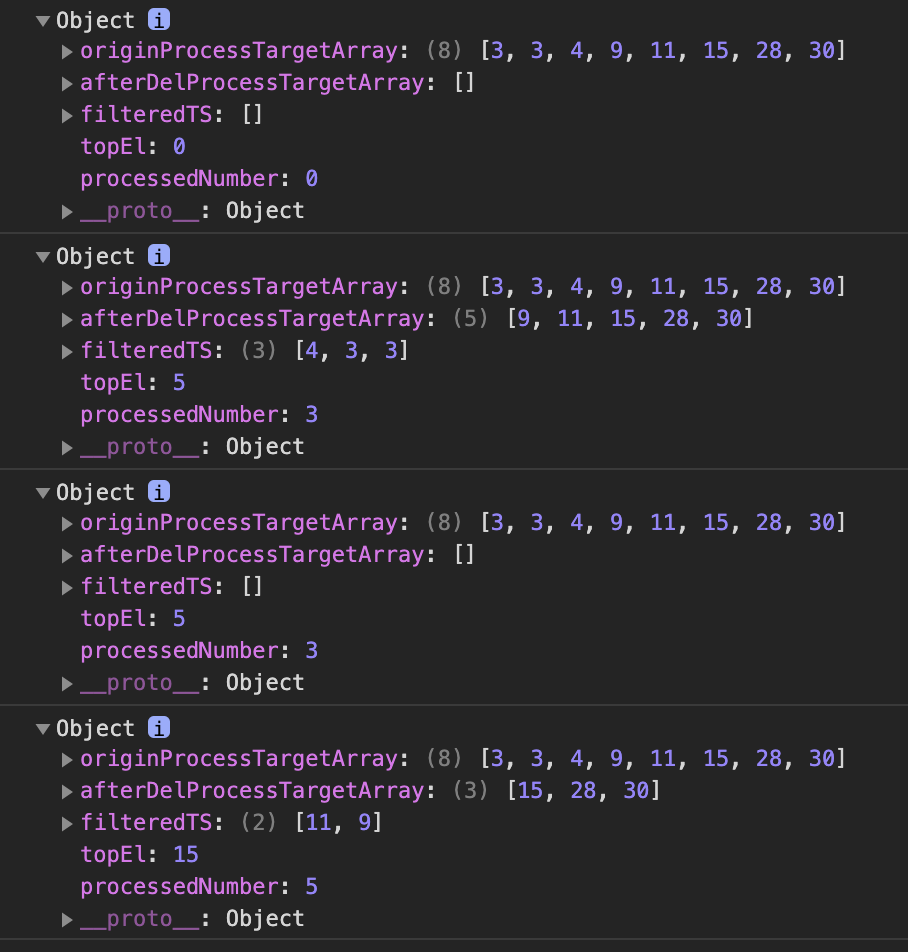 ▼Object i
▶originProcessTargetArray: (8) [3, 3, 4, 9, 11, 15, 28, 30]
▶afterDelProcessTargetArray: []
▶filteredTS: []
topEl: 0
processedNumber: 0
▶__proto__: Object
▼Object i
▶originProcessTargetArray: (8) [3, 3, 4, 9, 11, 15, 28, 30]
▶afterDelProcessTargetArray: (5) [9, 11, 15, 28, 30]
▶filteredTS: (3) [4, 3, 3]
topEl: 5
processedNumber: 3
▶__proto__: Object
▼Object i
▶originProcessTargetArray: (8) [3, 3, 4, 9, 11, 15, 28, 30]
▶afterDelProcessTargetArray: []
▶filteredTS: []
topEl: 5
processedNumber: 3
▶__proto__: Object
▼Object i
▶originProcessTargetArray: (8) [3, 3, 4, 9, 11, 15, 28, 30]
▶afterDelProcessTargetArray: (3) [15, 28, 30]
▶filteredTS: (2) [11, 9]
topEl: 15
processedNumber: 5
▶__proto__: Object